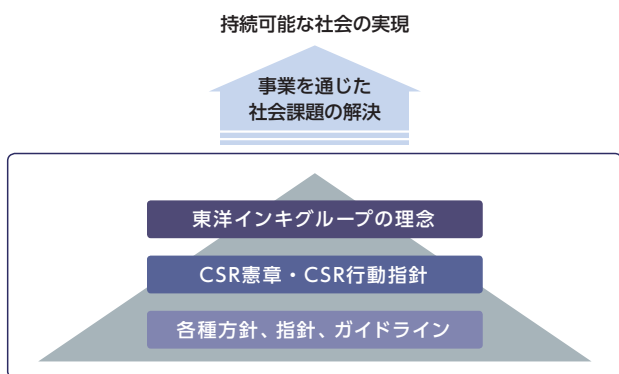 持続可能な社会の実現
事業を通じた
社会課題の解決
東洋インキグループの理念
CSR憲章・CSR行動指針
各種方針、指針、ガイドライン